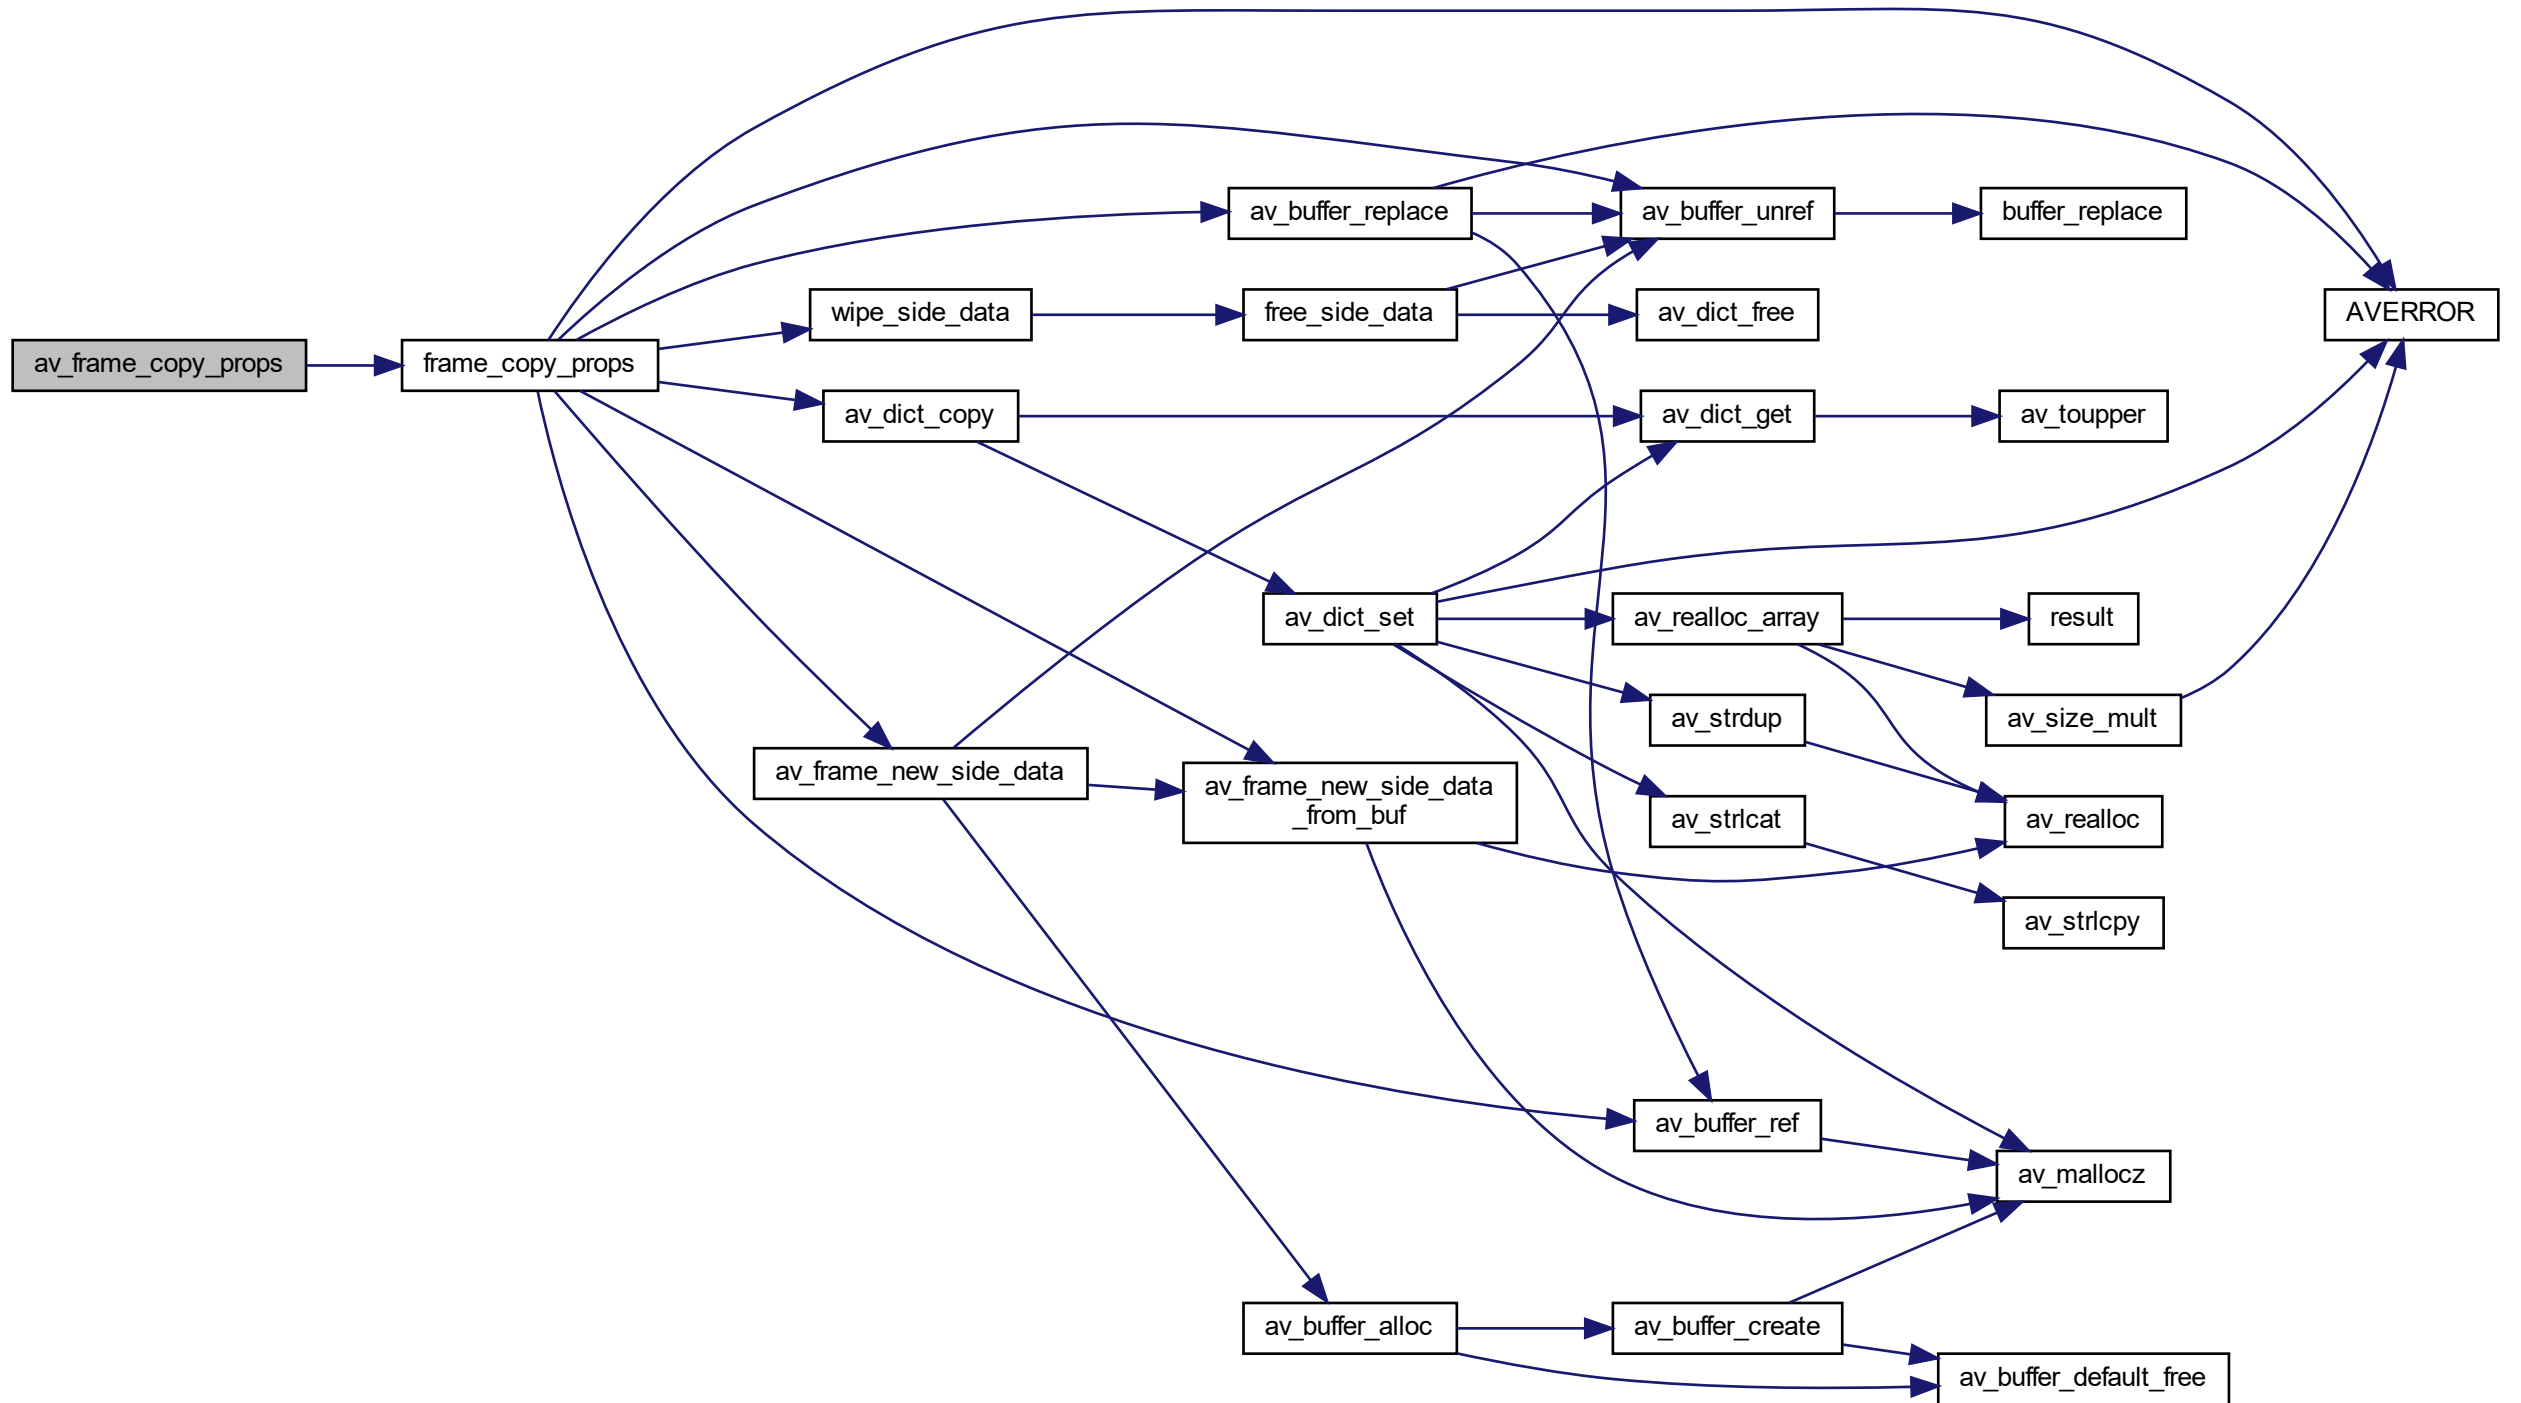 av_frame_copy_props
frame_copy_props
av_buffer_replace
av_buffer_unref
buffer_replace
wipe_side_data
free_side_data
av_dict_free
AVERROR
av_dict_copy
av_dict_get
av_toupper
av_dict_set
av_realloc_array
result
av_strdup
av_size_mult
av_frame_new_side_data
av_frame_new_side_data
_from_buf
av_strlcat
av_realloc
av_strlcpy
av_buffer_ref
av_mallocz
av_buffer_alloc
av_buffer_create
av_buffer_default_free